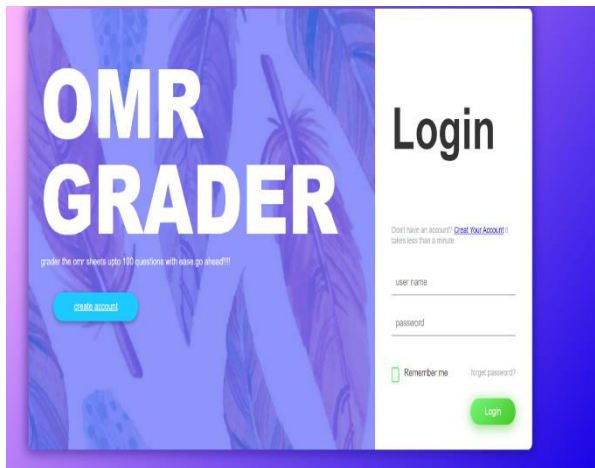 OMR
GRADER
grader the omr sheets upto 100 questions with ease go ahead!!!!
create account
Login
Don't have an account? Creat Your Account it
takes less than a minute
user name
password
Remember me
forget password?
Login